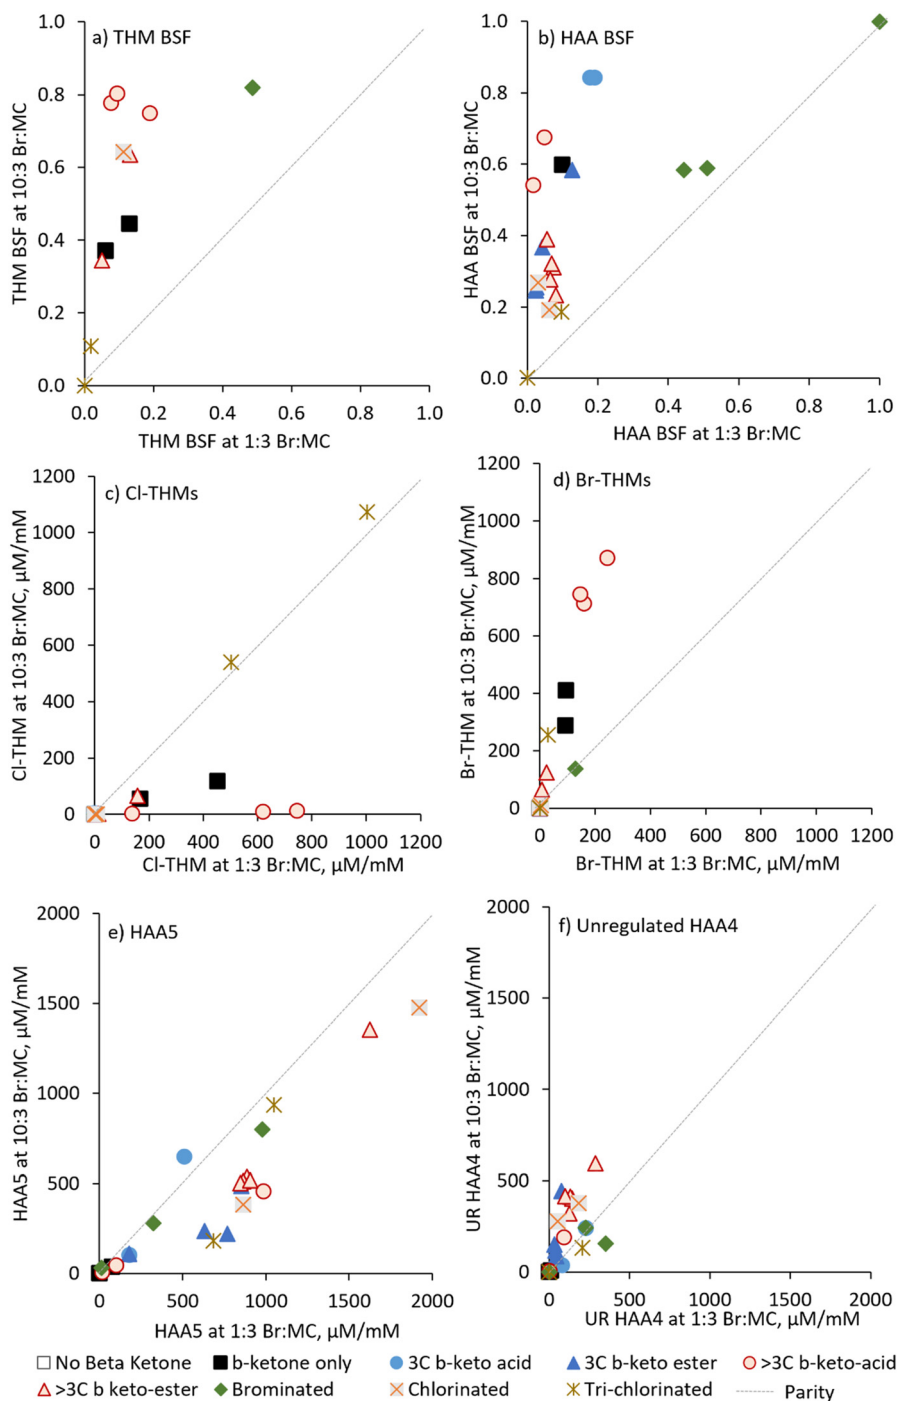 a) THM BSF
THM BSF at 10:3 Br:MC
1.0
0.8
0.6
0.4
0.2
0.0
0.0 0.2 0.4 0.6 0.8 1.0
THM BSF at 1:3 Br:MC
b) HAA BSF
HAA BSF at 10:3 Br:MC
1.0
0.8
0.6
0.4
0.2
0.0
0.0 0.2 0.4 0.6 0.8 1.0
HAA BSF at 1:3 Br:MC
c) Cl-THMs
Cl-THM at 10:3 Br:MC, µM/mM
1200
1000
800
600
400
200
0
0 200 400 600 800 1000 1200
Cl-THM at 1:3 Br:MC, µM/mM
d) Br-THMs
Br-THM at 10:3 Br:MC, µM/mM
1200
1000
800
600
400
200
0
0 200 400 600 800 1000 1200
Br-THM at 1:3 Br:MC, µM/mM
e) HAA5
HAA5 at 10:3 Br:MC, µM/mM
2000
1500
1000
500
0
0 500 1000 1500 2000
HAA5 at 1:3 Br:MC, µM/mM
f) Unregulated HAA4
UR HAA4 at 10:3 Br:MC, µM/mM
2000
1500
1000
500
0
0 500 1000 1500 2000
UR HAA4 at 1:3 Br:MC, µM/mM
No Beta Ketone b-ketone only 3C b-keto acid 3C b-keto ester >3C b-keto-acid
>3C b keto-ester Brominated Chlorinated Tri-chlorinated Parity